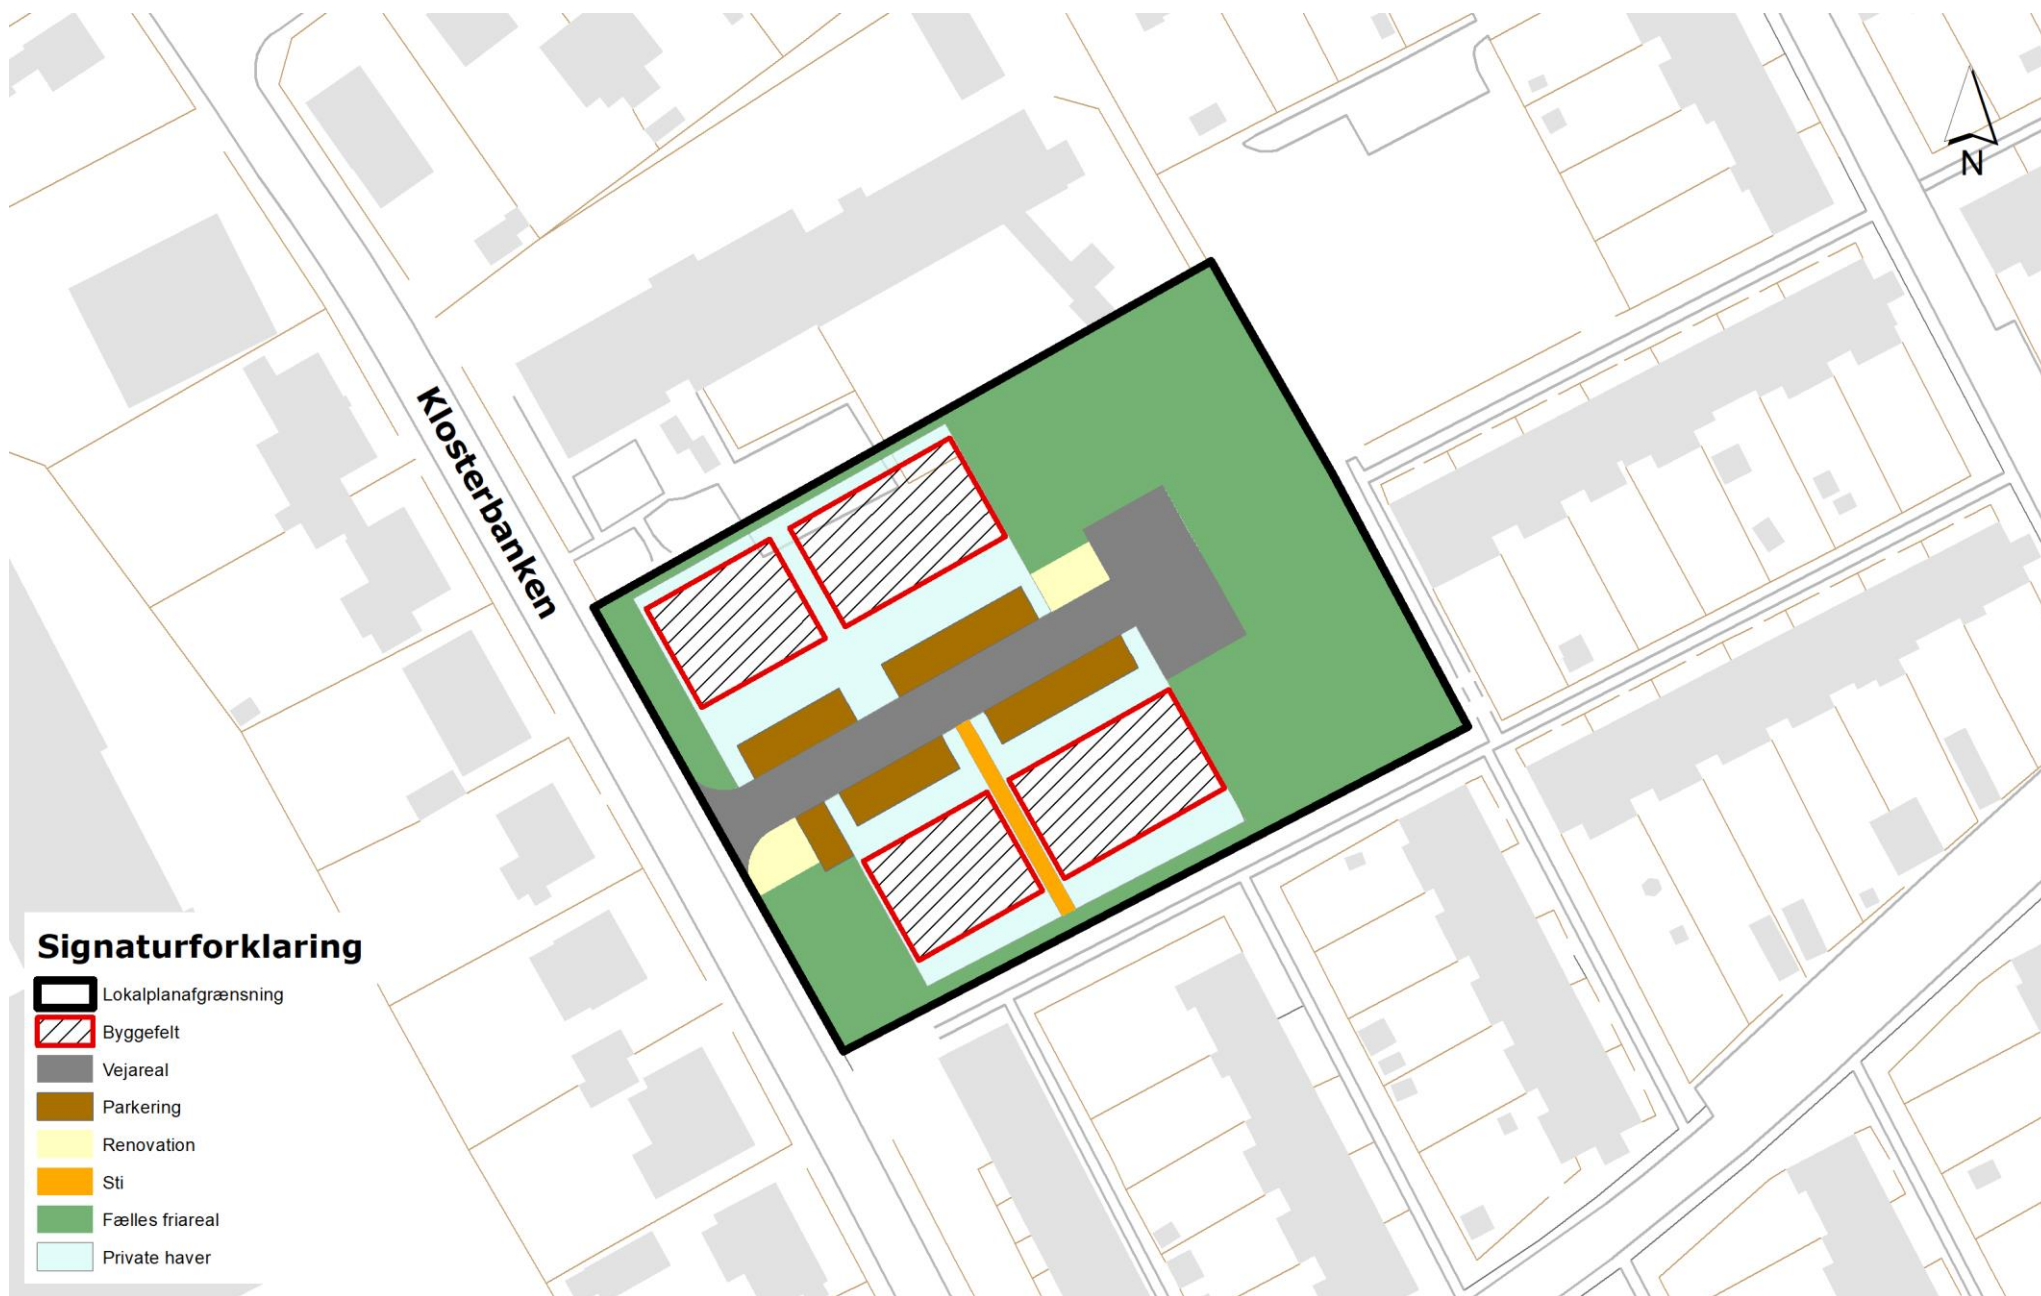 N
Klosterbanken
Signaturforklaring
Lokalplanafgrænsning
Byggefelt
Vejareal
Parkering
Renovation
Sti
Fælles friareal
Private haver